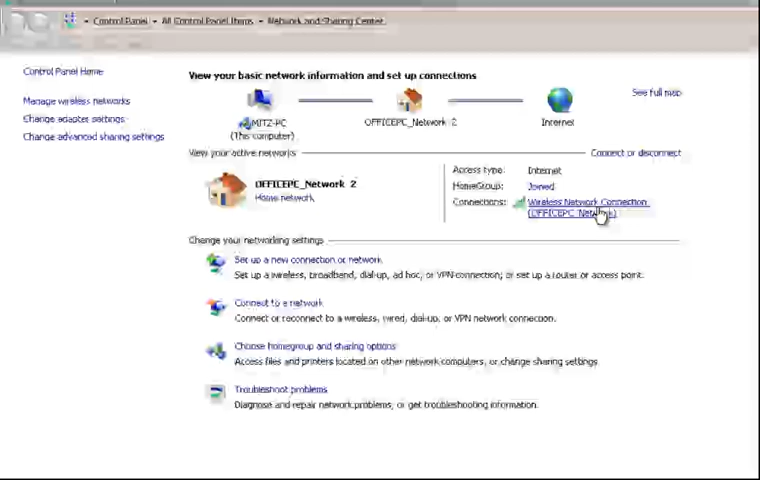 Control Panel ▸ All Control Panel Items ▸ Network and Sharing Center
Control Panel Home
Manage wireless networks
Change adapter settings
Change advanced sharing settings
View your basic network information and set up connections
See full map
MITZ-PC
(This computer)
OFFICEPC_Network 2
Internet
View your active networks
Connect or disconnect
OFFICEPC_Network 2
Home network
Access type: Internet
HomeGroup: Joined
Connections: Wireless Network Connection
(OFFICEPC_Network)
Change your networking settings
Set up a new connection or network
Set up a wireless, broadband, dial-up, ad hoc, or VPN connection; or set up a router or access point.
Connect to a network
Connect or reconnect to a wireless, wired, dial-up, or VPN network connection.
Choose homegroup and sharing options
Access files and printers located on other network computers, or change sharing settings.
Troubleshoot problems
Diagnose and repair network problems, or get troubleshooting information.